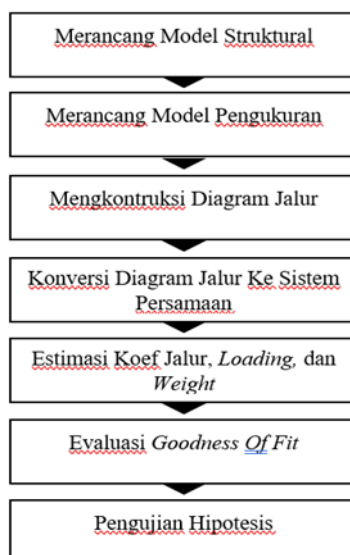 Merancang Model Struktural
Merancang Model Pengukuran
Mengkontruksi Diagram Jalur
Konversi Diagram Jalur Ke Sistem
Persamaan
Estimasi Koef Jalur, Loading, dan
Weight
Evaluasi Goodness Of Fit
Pengujian Hipotesis